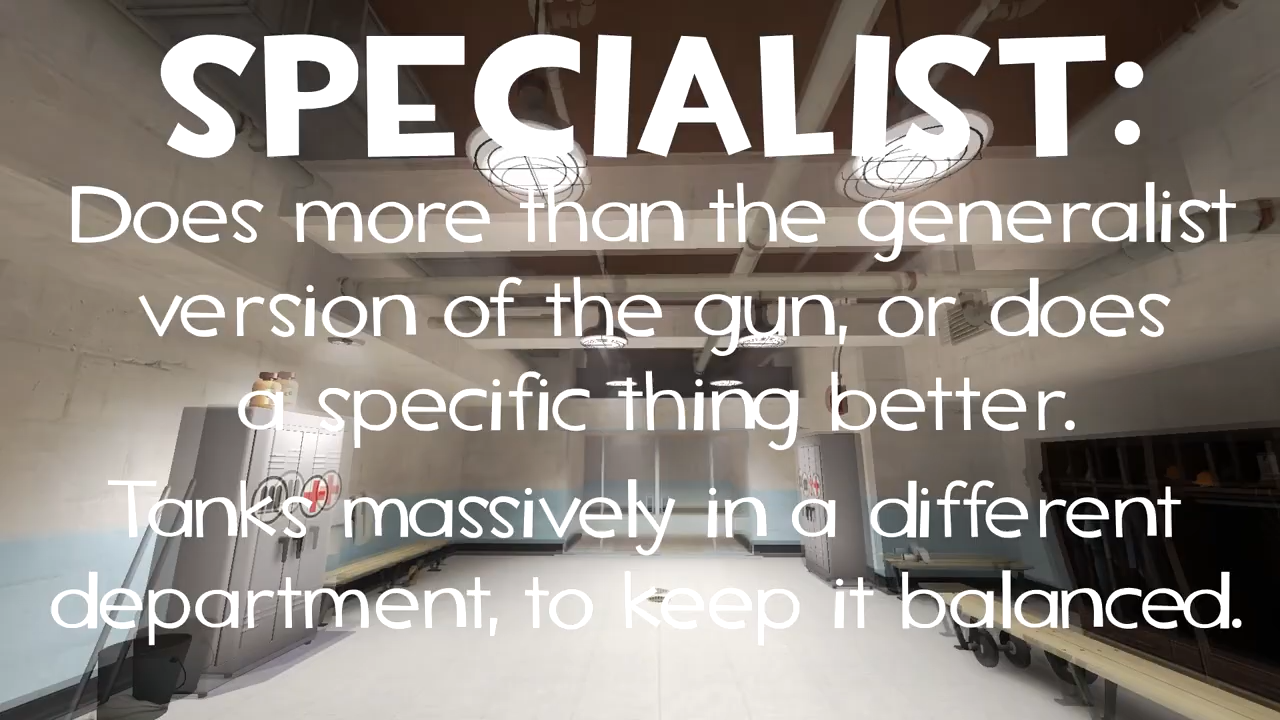 SPECIALIST:
Does more than the generalist
version of the gun, or does
a specific thing better.
Tanks massively in a different
department, to keep it balanced.